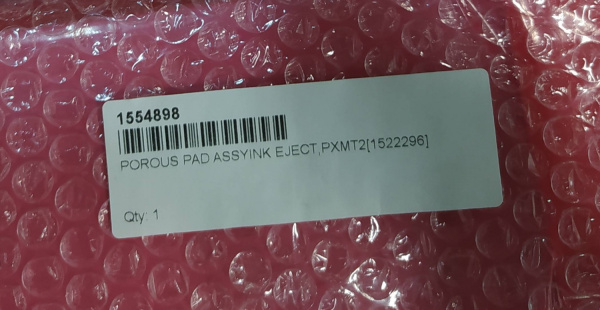 1554898
POROUS PAD ASSYINK EJECT,PXMT2[1522296]
Qty: 1